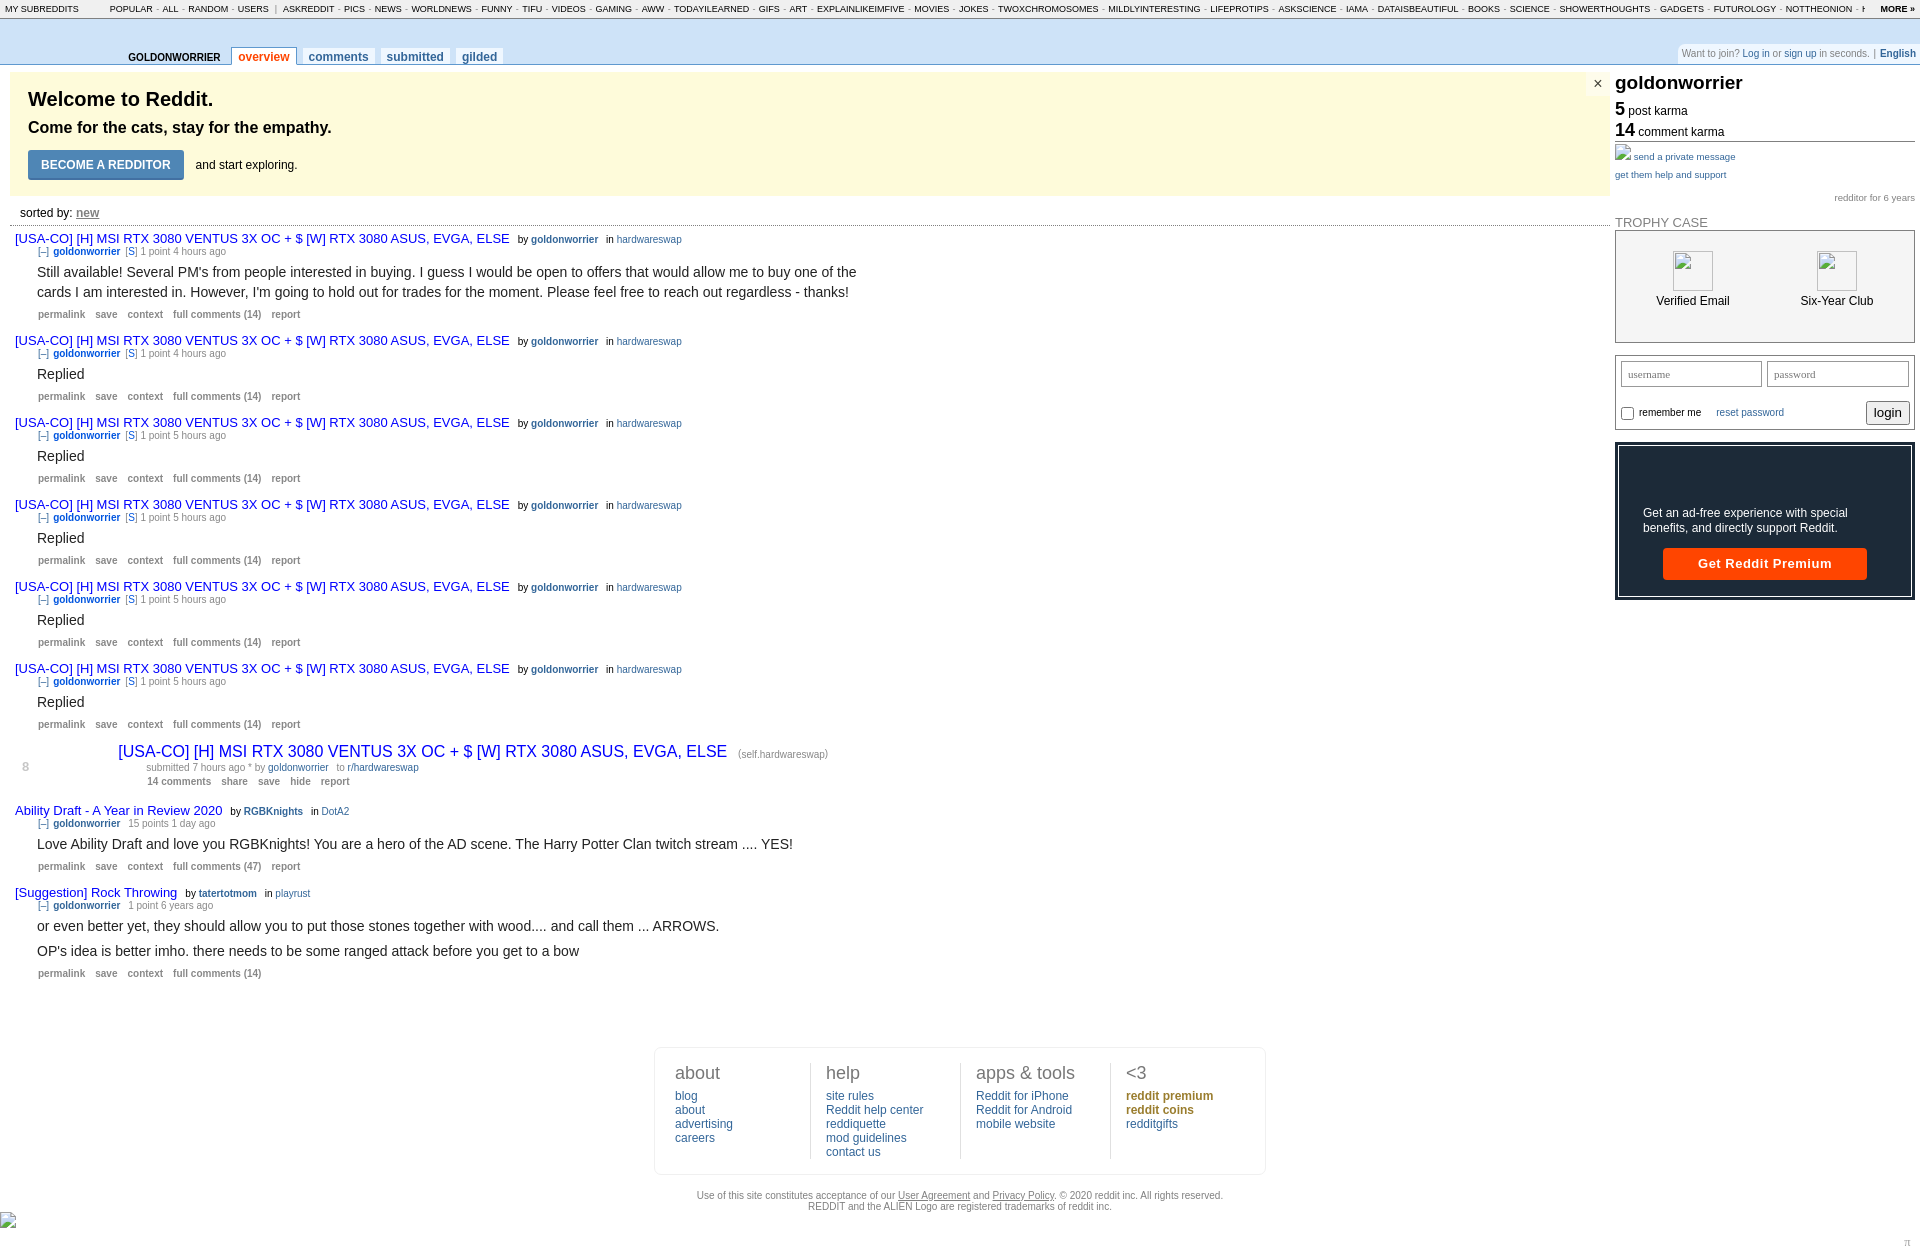 MY SUBREDDITS POPULAR - ALL - RANDOM - USERS | ASKREDDIT - PICS - NEWS - WORLDNEWS - FUNNY - TIFU - VIDEOS - GAMING - AWW - TODAYILEARNED - GIFS - ART - EXPLAINLIKEIMFIVE - MOVIES - JOKES - TWOXCHROMOSOMES - MILDLYINTERESTING - LIFEPROTIPS - ASKSCIENCE - IAMA - DATAISBEAUTIFUL - BOOKS - SCIENCE - SHOWERTHOUGHTS - GADGETS - FUTUROLOGY - NOTTHEONION - MORE »
GOLDONWORRIER overview comments submitted gilded
Want to join? Log in or sign up in seconds. | English
×
Welcome to Reddit.
Come for the cats, stay for the empathy.
BECOME A REDDITOR and start exploring.
sorted by: new
[USA-CO] [H] MSI RTX 3080 VENTUS 3X OC + $ [W] RTX 3080 ASUS, EVGA, ELSE by goldonworrier in hardwareswap
[–] goldonworrier [S] 1 point 4 hours ago
Still available! Several PM's from people interested in buying. I guess I would be open to offers that would allow me to buy one of the
cards I am interested in. However, I'm going to hold out for trades for the moment. Please feel free to reach out regardless - thanks!
permalink save context full comments (14) report
[USA-CO] [H] MSI RTX 3080 VENTUS 3X OC + $ [W] RTX 3080 ASUS, EVGA, ELSE by goldonworrier in hardwareswap
[–] goldonworrier [S] 1 point 4 hours ago
Replied
permalink save context full comments (14) report
[USA-CO] [H] MSI RTX 3080 VENTUS 3X OC + $ [W] RTX 3080 ASUS, EVGA, ELSE by goldonworrier in hardwareswap
[–] goldonworrier [S] 1 point 5 hours ago
Replied
permalink save context full comments (14) report
[USA-CO] [H] MSI RTX 3080 VENTUS 3X OC + $ [W] RTX 3080 ASUS, EVGA, ELSE by goldonworrier in hardwareswap
[–] goldonworrier [S] 1 point 5 hours ago
Replied
permalink save context full comments (14) report
[USA-CO] [H] MSI RTX 3080 VENTUS 3X OC + $ [W] RTX 3080 ASUS, EVGA, ELSE by goldonworrier in hardwareswap
[–] goldonworrier [S] 1 point 5 hours ago
Replied
permalink save context full comments (14) report
[USA-CO] [H] MSI RTX 3080 VENTUS 3X OC + $ [W] RTX 3080 ASUS, EVGA, ELSE by goldonworrier in hardwareswap
[–] goldonworrier [S] 1 point 5 hours ago
Replied
permalink save context full comments (14) report
[USA-CO] [H] MSI RTX 3080 VENTUS 3X OC + $ [W] RTX 3080 ASUS, EVGA, ELSE (self.hardwareswap)
8 submitted 7 hours ago * by goldonworrier to r/hardwareswap
14 comments share save hide report
Ability Draft - A Year in Review 2020 by RGBKnights in DotA2
[–] goldonworrier 15 points 1 day ago
Love Ability Draft and love you RGBKnights! You are a hero of the AD scene. The Harry Potter Clan twitch stream .... YES!
permalink save context full comments (47) report
[Suggestion] Rock Throwing by tatertotmom in playrust
[–] goldonworrier 1 point 6 years ago
or even better yet, they should allow you to put those stones together with wood.... and call them ... ARROWS.
OP's idea is better imho. there needs to be some ranged attack before you get to a bow
permalink save context full comments (14)
goldonworrier
5 post karma
14 comment karma
send a private message
get them help and support
redditor for 6 years
TROPHY CASE
Verified Email Six-Year Club
username password
remember me reset password login
Get an ad-free experience with special
benefits, and directly support Reddit.
Get Reddit Premium
about
blog
about
advertising
careers
help
site rules
Reddit help center
reddiquette
mod guidelines
contact us
apps & tools
Reddit for iPhone
Reddit for Android
mobile website
<3
reddit premium
reddit coins
redditgifts
Use of this site constitutes acceptance of our User Agreement and Privacy Policy. © 2020 reddit inc. All rights reserved.
REDDIT and the ALIEN Logo are registered trademarks of reddit inc.
π